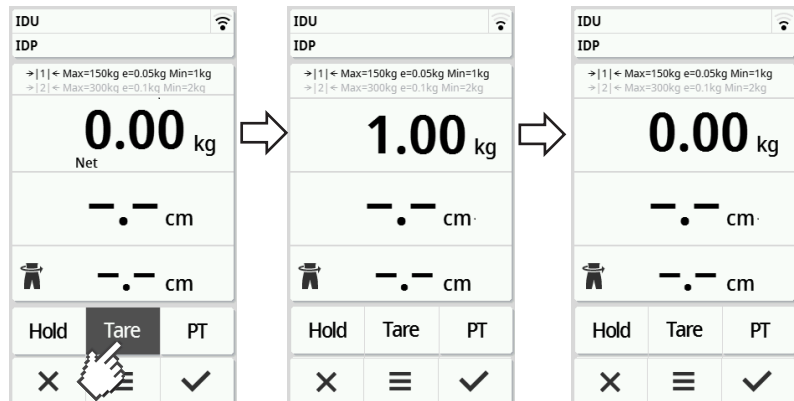 IDU
IDP
→|1|← Max=150kg e=0.05kg Min=1kg
→|2|← Max=300kg e=0.1kg Min=2kg
0.00 kg
Net
-.- cm
-.- cm
Hold Tare PT
IDU
IDP
→|1|← Max=150kg e=0.05kg Min=1kg
→|2|← Max=300kg e=0.1kg Min=2kg
1.00 kg
-.- cm
-.- cm
Hold Tare PT
IDU
IDP
→|1|← Max=150kg e=0.05kg Min=1kg
→|2|← Max=300kg e=0.1kg Min=2kg
0.00 kg
-.- cm
-.- cm
Hold Tare PT